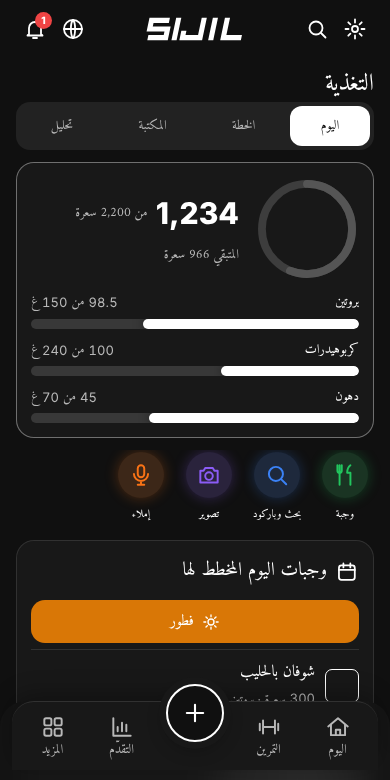 1
SIJIL
التغذية
اليوم
الخطة
المكتبة
تحليل
1,234 من 2,200 سعرة
المتبقي 966 سعرة
بروتين 98.5 من 150 غ
كربوهيدرات 100 من 240 غ
دهون 45 من 70 غ
وجبة
بحث وباركود
تصوير
إملاء
وجبات اليوم المخطط لها
فطور
شوفان بالحليب
300
اليوم
التمرين
التقدّم
المزيد